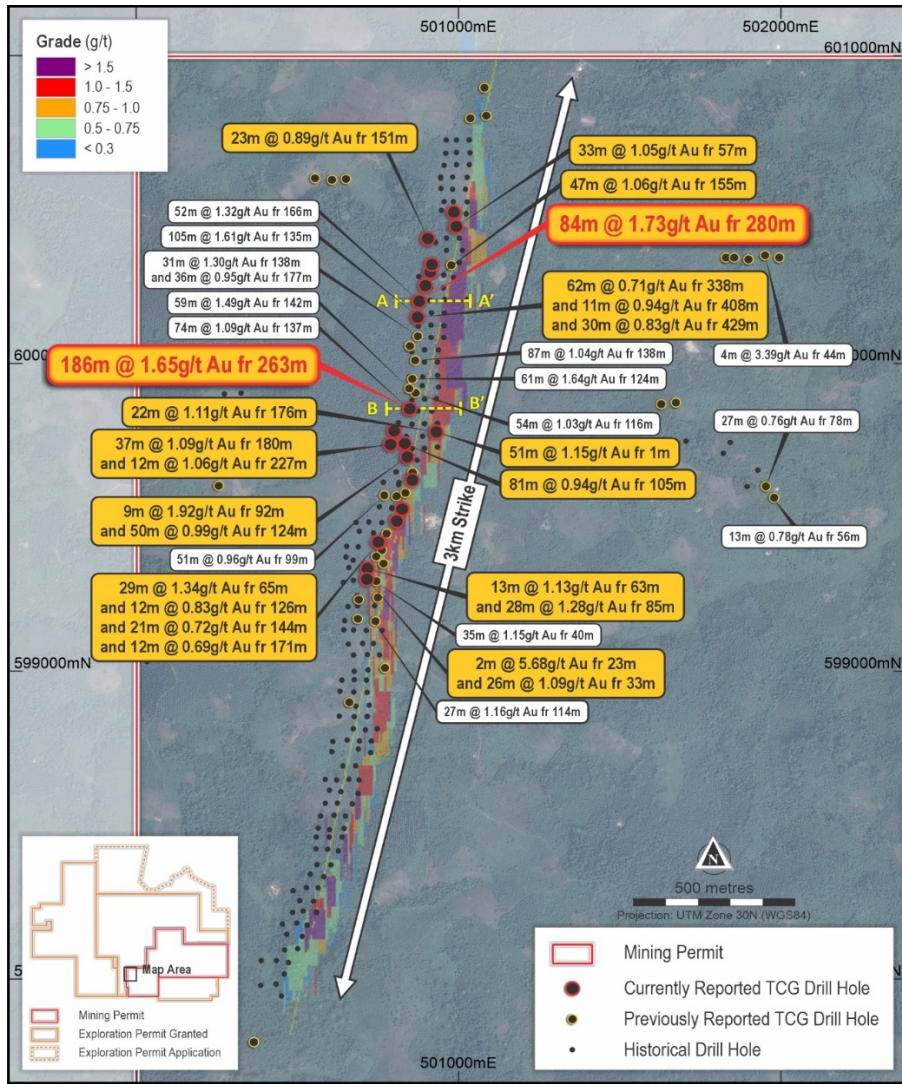 501000mE
502000mE
601000mN
Grade (g/t)
> 1.5
1.0 - 1.5
0.75 - 1.0
0.5 - 0.75
< 0.3
23m @ 0.89g/t Au fr 151m
33m @ 1.05g/t Au fr 57m
47m @ 1.06g/t Au fr 155m
52m @ 1.32g/t Au fr 166m
84m @ 1.73g/t Au fr 280m
105m @ 1.61g/t Au fr 135m
31m @ 1.30g/t Au fr 138m
and 36m @ 0.95g/t Au fr 177m
62m @ 0.71g/t Au fr 338m
and 11m @ 0.94g/t Au fr 408m
and 30m @ 0.83g/t Au fr 429m
A
A'
59m @ 1.49g/t Au fr 142m
74m @ 1.09g/t Au fr 137m
87m @ 1.04g/t Au fr 138m
4m @ 3.39g/t Au fr 44m
186m @ 1.65g/t Au fr 263m
61m @ 1.64g/t Au fr 124m
B
B'
22m @ 1.11g/t Au fr 176m
54m @ 1.03g/t Au fr 116m
27m @ 0.76g/t Au fr 78m
37m @ 1.09g/t Au fr 180m
and 12m @ 1.06g/t Au fr 227m
51m @ 1.15g/t Au fr 1m
81m @ 0.94g/t Au fr 105m
9m @ 1.92g/t Au fr 92m
and 50m @ 0.99g/t Au fr 124m
13m @ 0.78g/t Au fr 56m
3km Strike
51m @ 0.96g/t Au fr 99m
29m @ 1.34g/t Au fr 65m
and 12m @ 0.83g/t Au fr 126m
and 21m @ 0.72g/t Au fr 144m
and 12m @ 0.69g/t Au fr 171m
13m @ 1.13g/t Au fr 63m
and 28m @ 1.28g/t Au fr 85m
35m @ 1.15g/t Au fr 40m
2m @ 5.68g/t Au fr 23m
and 26m @ 1.09g/t Au fr 33m
27m @ 1.16g/t Au fr 114m
599000mN
599000mN
N
500 metres
Projection: UTM Zone 30N (WGS84)
Map Area
Mining Permit
Exploration Permit Granted
Exploration Permit Application
Mining Permit
Currently Reported TCG Drill Hole
Previously Reported TCG Drill Hole
Historical Drill Hole
501000mE